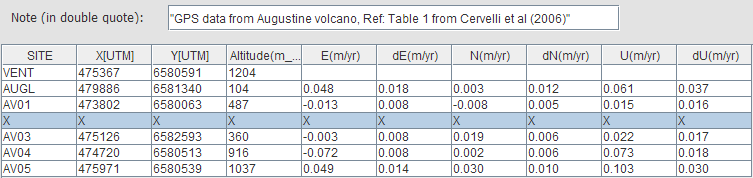 Note (in double quote): "GPS data from Augustine volcano, Ref: Table 1 from Cervelli et al (2006)"
SITE X[UTM] Y[UTM] Altitude(m_... E(m/yr) dE(m/yr) N(m/yr) dN(m/yr) U(m/yr) dU(m/yr)
VENT 475367 6580591 1204
AUGL 479886 6581340 104 0.048 0.018 0.003 0.012 0.061 0.037
AV01 473802 6580063 487 -0.013 0.008 -0.008 0.005 0.015 0.016
X X X X X X X X X X
AV03 475126 6582593 360 -0.003 0.008 0.019 0.006 0.022 0.017
AV04 474720 6580513 916 -0.072 0.008 0.002 0.006 0.073 0.018
AV05 475971 6580539 1037 0.049 0.014 0.030 0.010 0.103 0.030